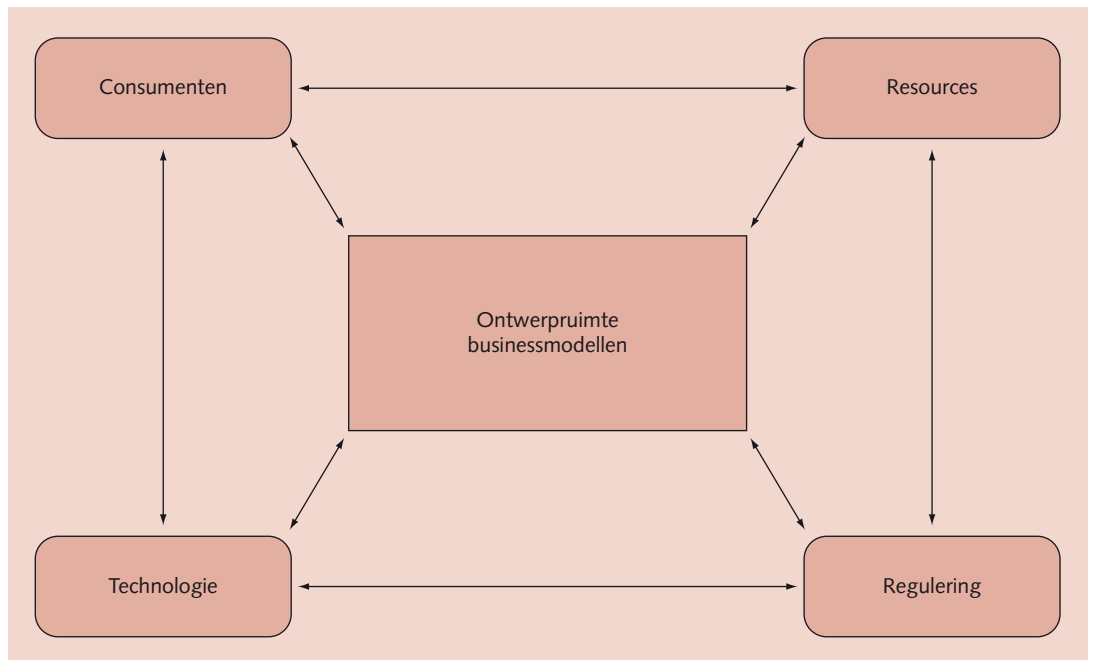 Consumenten
Resources
Ontwerpruimte
businessmodellen
Technologie
Regulering